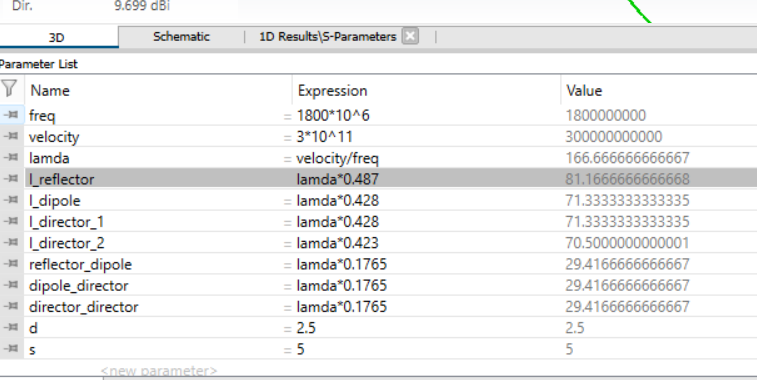 Dir. 9.699 dBi
3D Schematic 1D Results\S-Parameters
Parameter List
Name Expression Value
freq = 1800*10^6 1800000000
velocity = 3*10^11 300000000000
lamda = velocity/freq 166.666666666667
l_reflector lamda*0.487 81.1666666666668
l_dipole = lamda*0.428 71.3333333333335
l_director_1 = lamda*0.428 71.3333333333335
l_director_2 = lamda*0.423 70.5000000000001
reflector_dipole = lamda*0.1765 29.4166666666667
dipole_director = lamda*0.1765 29.4166666666667
director_director = lamda*0.1765 29.4166666666667
d = 2.5 2.5
s = 5 5
<new parameter>